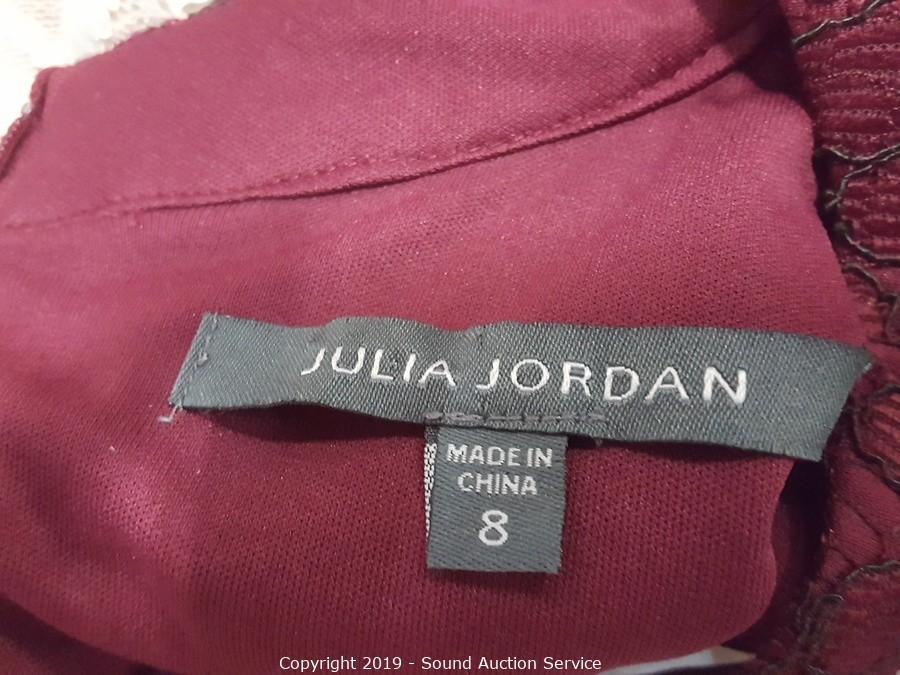 JULIA JORDAN
MADE IN
CHINA
8
Copyright 2019 - Sound Auction Service